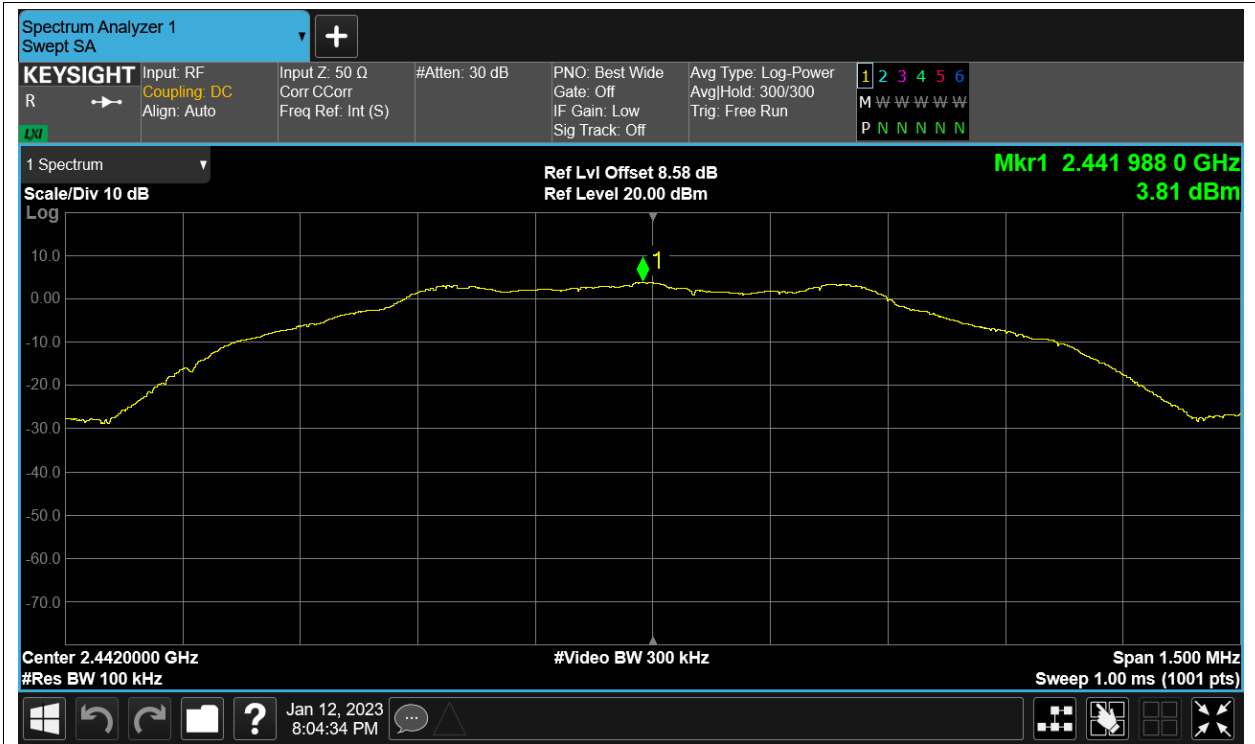 Spectrum Analyzer 1
Swept SA
+
KEYSIGHT
R
LXI
Input: RF
Coupling: DC
Align: Auto
Input Z: 50 Ω
Corr CCorr
Freq Ref: Int (S)
#Atten: 30 dB
PNO: Best Wide
Gate: Off
IF Gain: Low
Sig Track: Off
Avg Type: Log-Power
Avg|Hold: 300/300
Trig: Free Run
1 2 3 4 5 6
M W W W W W
P N N N N N
1 Spectrum
Scale/Div 10 dB
Log
Ref Lvl Offset 8.58 dB
Ref Level 20.00 dBm
Mkr1 2.441 988 0 GHz
3.81 dBm
1
10.0
0.00
-10.0
-20.0
-30.0
-40.0
-50.0
-60.0
-70.0
Center 2.4420000 GHz
#Video BW 300 kHz
Span 1.500 MHz
#Res BW 100 kHz
Sweep 1.00 ms (1001 pts)
?
Jan 12, 2023
8:04:34 PM